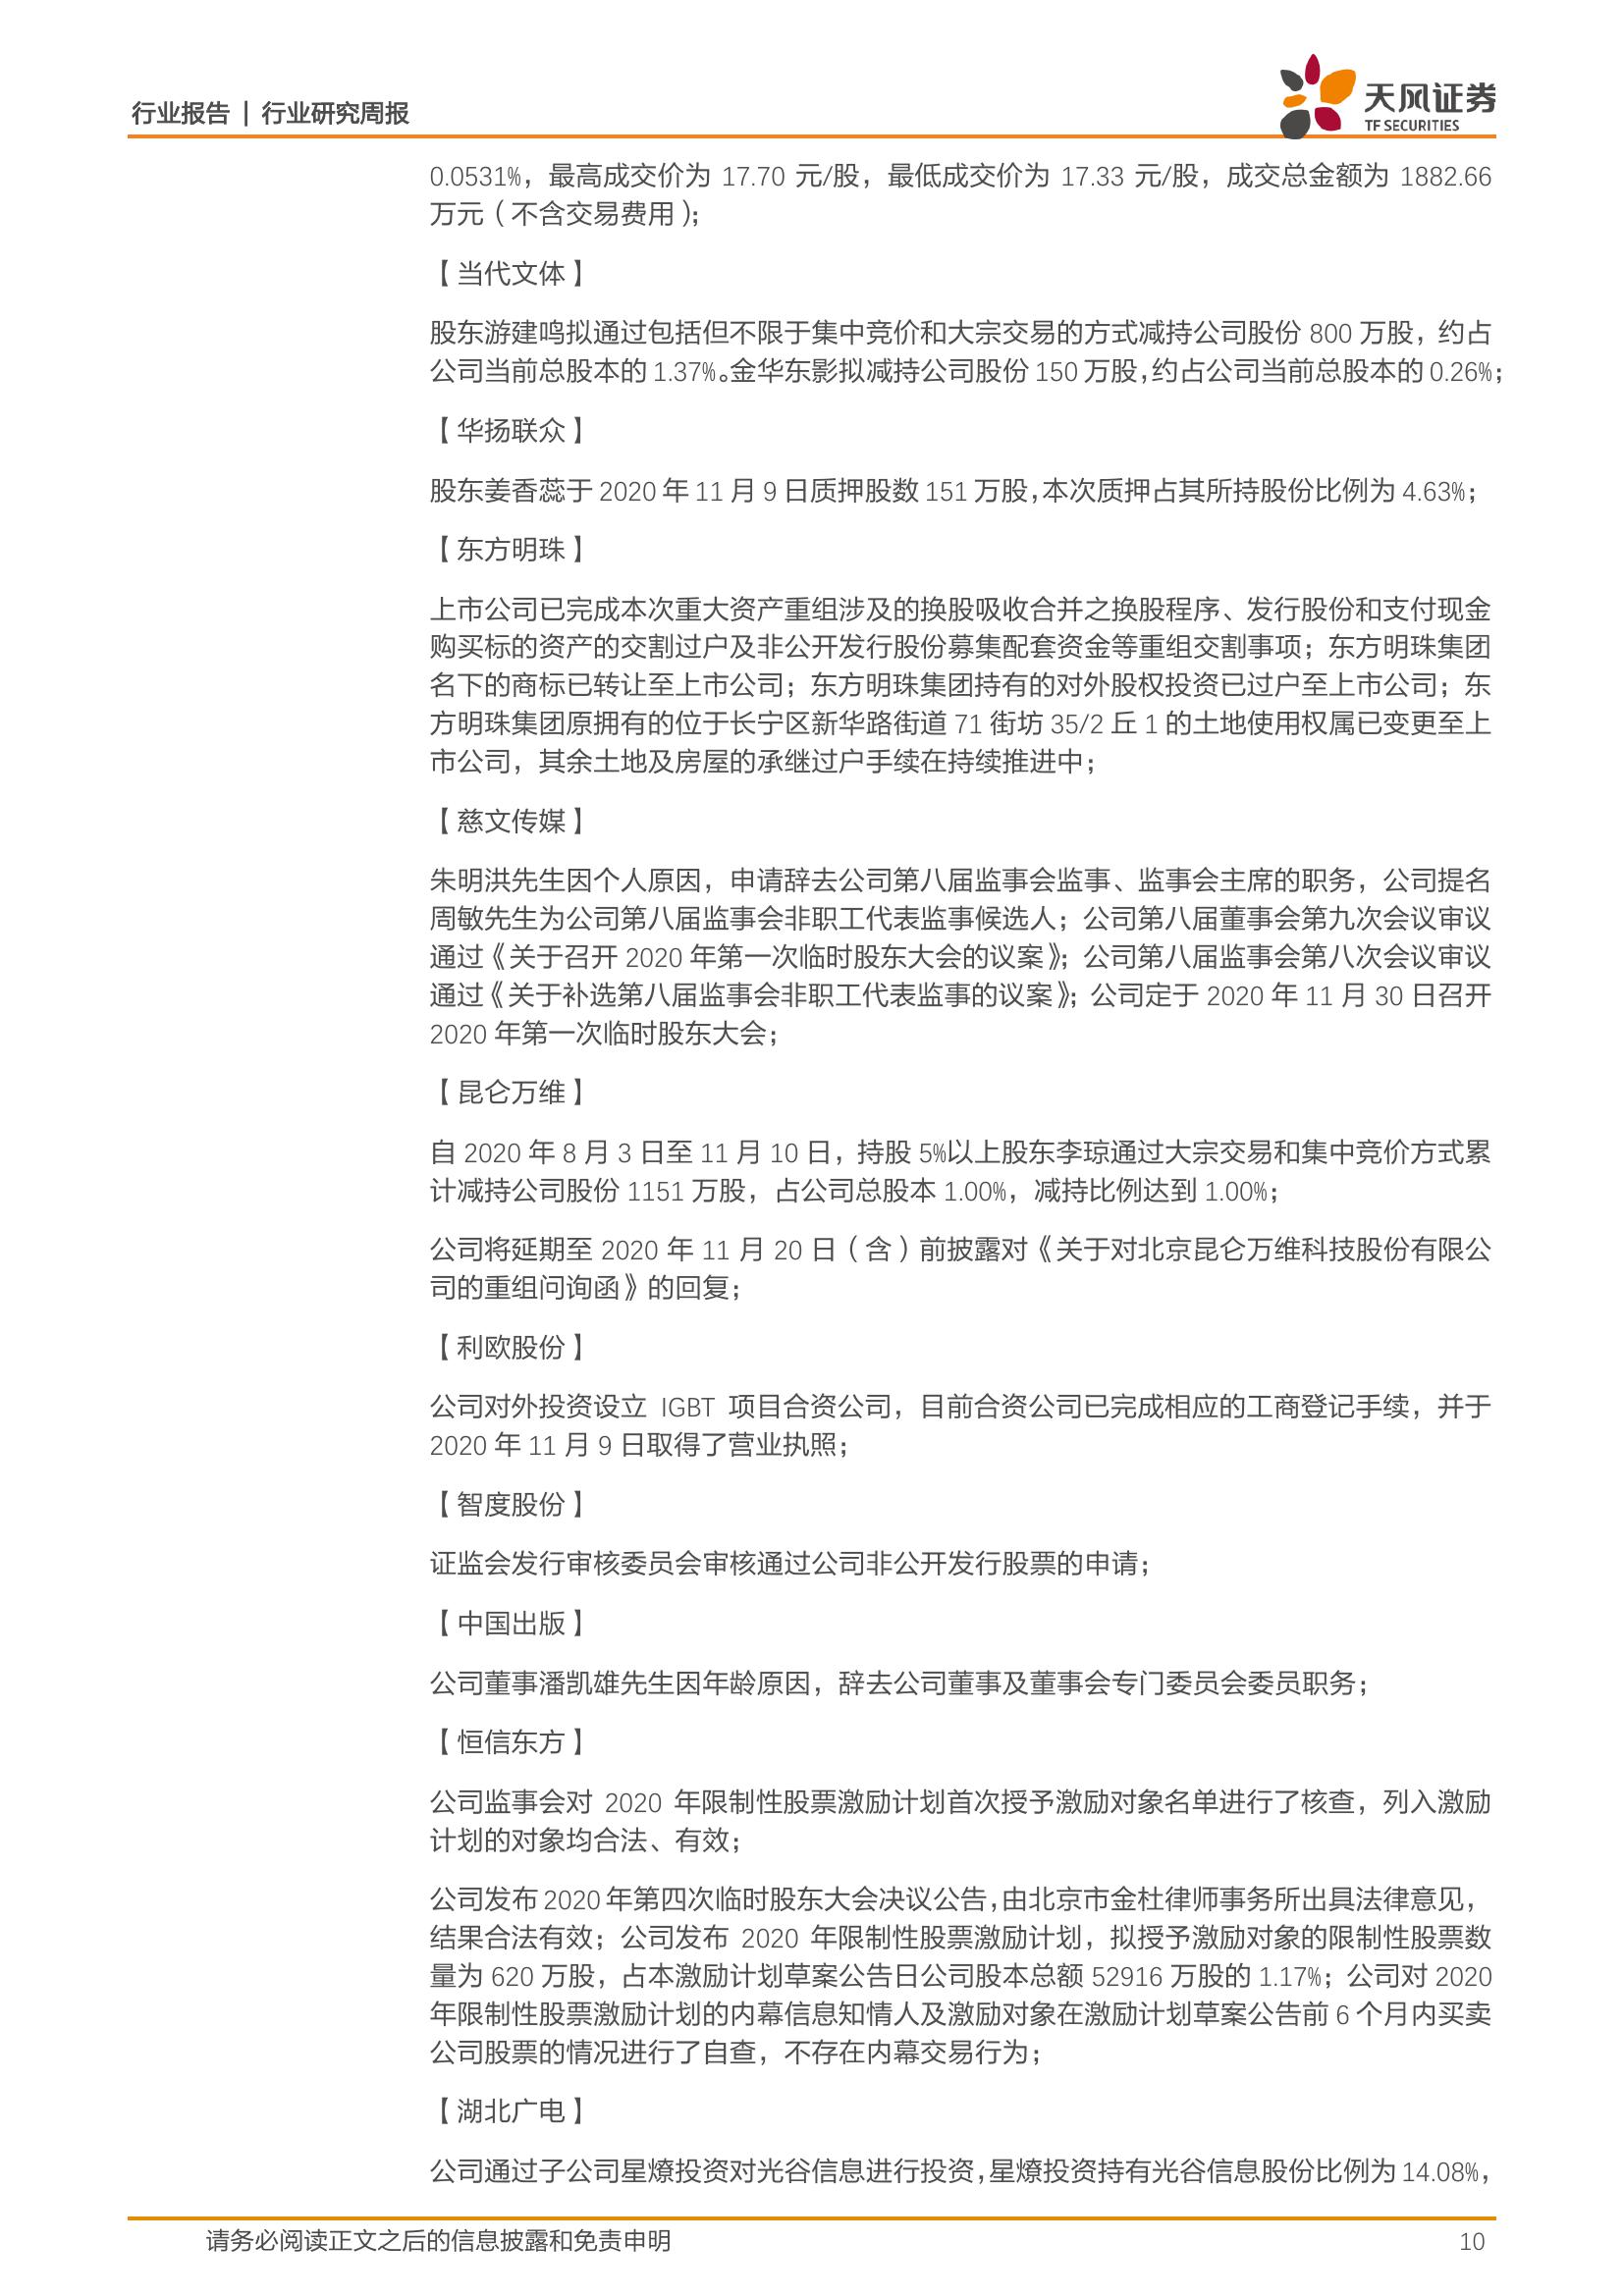 行业报告 | 行业研究周报
天风证券
TF SECURITIES
0.0531%，最高成交价为 17.70 元/股，最低成交价为 17.33 元/股，成交总金额为 1882.66
万元（不含交易费用）；
【当代文体】
股东游建鸣拟通过包括但不限于集中竞价和大宗交易的方式减持公司股份 800 万股，约占
公司当前总股本的 1.37%。金华东影拟减持公司股份 150 万股，约占公司当前总股本的 0.26%；
【华扬联众】
股东姜香蕊于 2020 年 11 月 9 日质押股数 151 万股，本次质押占其所持股份比例为 4.63%；
【东方明珠】
上市公司已完成本次重大资产重组涉及的换股吸收合并之换股程序、发行股份和支付现金
购买标的资产的交割过户及非公开发行股份募集配套资金等重组交割事项；东方明珠集团
名下的商标已转让至上市公司；东方明珠集团持有的对外股权投资已过户至上市公司；东
方明珠集团原拥有的位于长宁区新华路街道 71 街坊 35/2 丘 1 的土地使用权属已变更至上
市公司，其余土地及房屋的承继过户手续在持续推进中；
【慈文传媒】
朱明洪先生因个人原因，申请辞去公司第八届监事会监事、监事会主席的职务，公司提名
周敏先生为公司第八届监事会非职工代表监事候选人；公司第八届董事会第九次会议审议
通过《关于召开 2020 年第一次临时股东大会的议案》；公司第八届监事会第八次会议审议
通过《关于补选第八届监事会非职工代表监事的议案》；公司定于 2020 年 11 月 30 日召开
2020 年第一次临时股东大会；
【昆仑万维】
自 2020 年 8 月 3 日至 11 月 10 日，持股 5%以上股东李琼通过大宗交易和集中竞价方式累
计减持公司股份 1151 万股，占公司总股本 1.00%，减持比例达到 1.00%；
公司将延期至 2020 年 11 月 20 日（含）前披露对《关于对北京昆仑万维科技股份有限公
司的重组问询函》的回复；
【利欧股份】
公司对外投资设立 IGBT 项目合资公司，目前合资公司已完成相应的工商登记手续，并于
2020 年 11 月 9 日取得了营业执照；
【智度股份】
证监会发行审核委员会审核通过公司非公开发行股票的申请；
【中国出版】
公司董事潘凯雄先生因年龄原因，辞去公司董事及董事会专门委员会委员职务；
【恒信东方】
公司监事会对 2020 年限制性股票激励计划首次授予激励对象名单进行了核查，列入激励
计划的对象均合法、有效；
公司发布 2020 年第四次临时股东大会决议公告，由北京市金杜律师事务所出具法律意见，
结果合法有效；公司发布 2020 年限制性股票激励计划，拟授予激励对象的限制性股票数
量为 620 万股，占本激励计划草案公告日公司股本总额 52916 万股的 1.17%；公司对 2020
年限制性股票激励计划的内幕信息知情人及激励对象在激励计划草案公告前 6 个月内买卖
公司股票的情况进行了自查，不存在内幕交易行为；
【湖北广电】
公司通过子公司星燎投资对光谷信息进行投资，星燎投资持有光谷信息股份比例为 14.08%，
请务必阅读正文之后的信息披露和免责申明
10